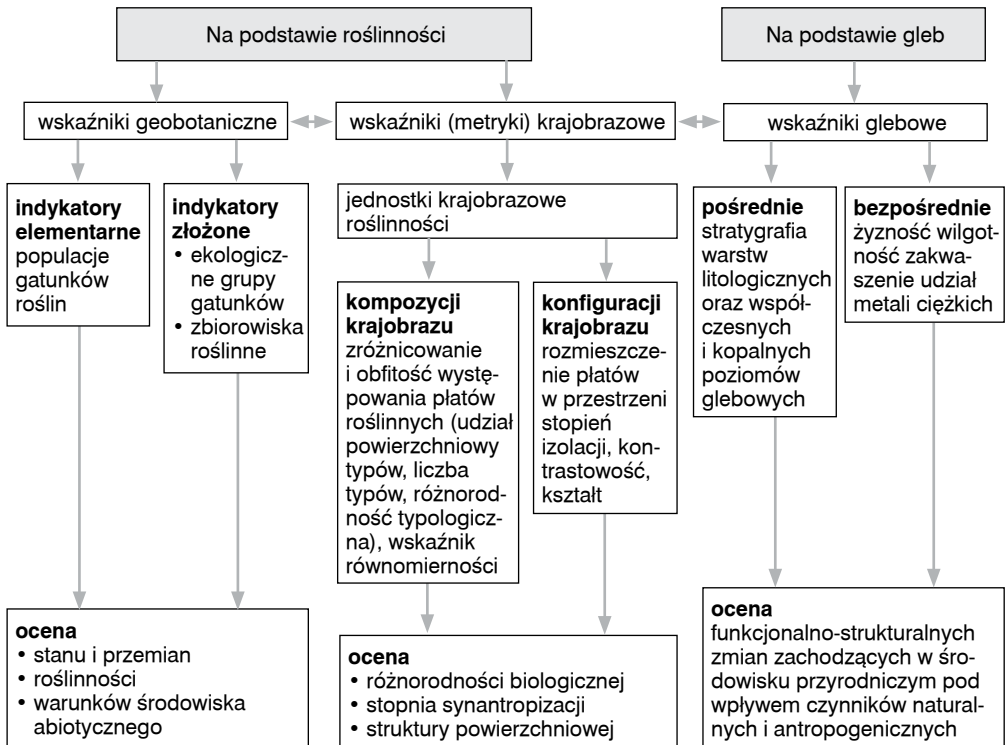 Na podstawie roślinności
Na podstawie gleb
wskaźniki geobotaniczne
wskaźniki (metryki) krajobrazowe
wskaźniki glebowe
indykatory
elementarne
populacje
gatunków
roślin
indykatory
złożone
• ekologicz-
ne grupy
gatunków
• zbiorowiska
roślinne
jednostki krajobrazowe
roślinności
kompozycji
krajobrazu
zróżnicowanie
i obfitość wystę-
powania płatów
roślinnych (udział
powierzchniowy
typów, liczba
typów, różnorod-
ność typologicz-
na), wskaźnik
równomierności
konfiguracji
krajobrazu
rozmieszcze-
nie płatów
w przestrzeni
stopień
izolacji, kon-
trastowość,
kształt
pośrednie
stratygrafia
warstw
litologicznych
oraz współ-
czesnych
i kopalnych
poziomów
glebowych
bezpośrednie
żyzność wilgot-
ność zakwa-
szenie udział
metali ciężkich
ocena
• stanu i przemian
• roślinności
• warunków środowiska
abiotycznego
ocena
• różnorodności biologicznej
• stopnia synantropizacji
• struktury powierzchniowej
ocena
funkcjonalno-strukturalnych
zmian zachodzących w śro-
dowisku przyrodniczym pod
wpływem czynników natural-
nych i antropogenicznych